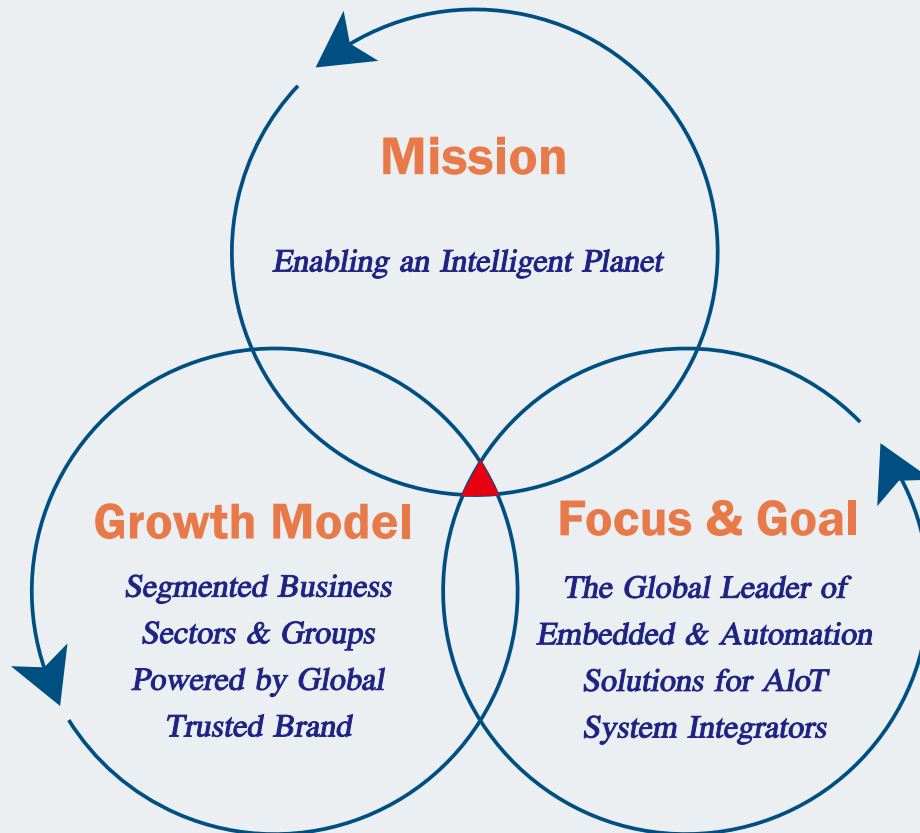 Mission
Enabling an Intelligent Planet
Growth Model
Segmented Business
Sectors & Groups
Powered by Global
Trusted Brand
Focus & Goal
The Global Leader of
Embedded & Automation
Solutions for AIoT
System Integrators